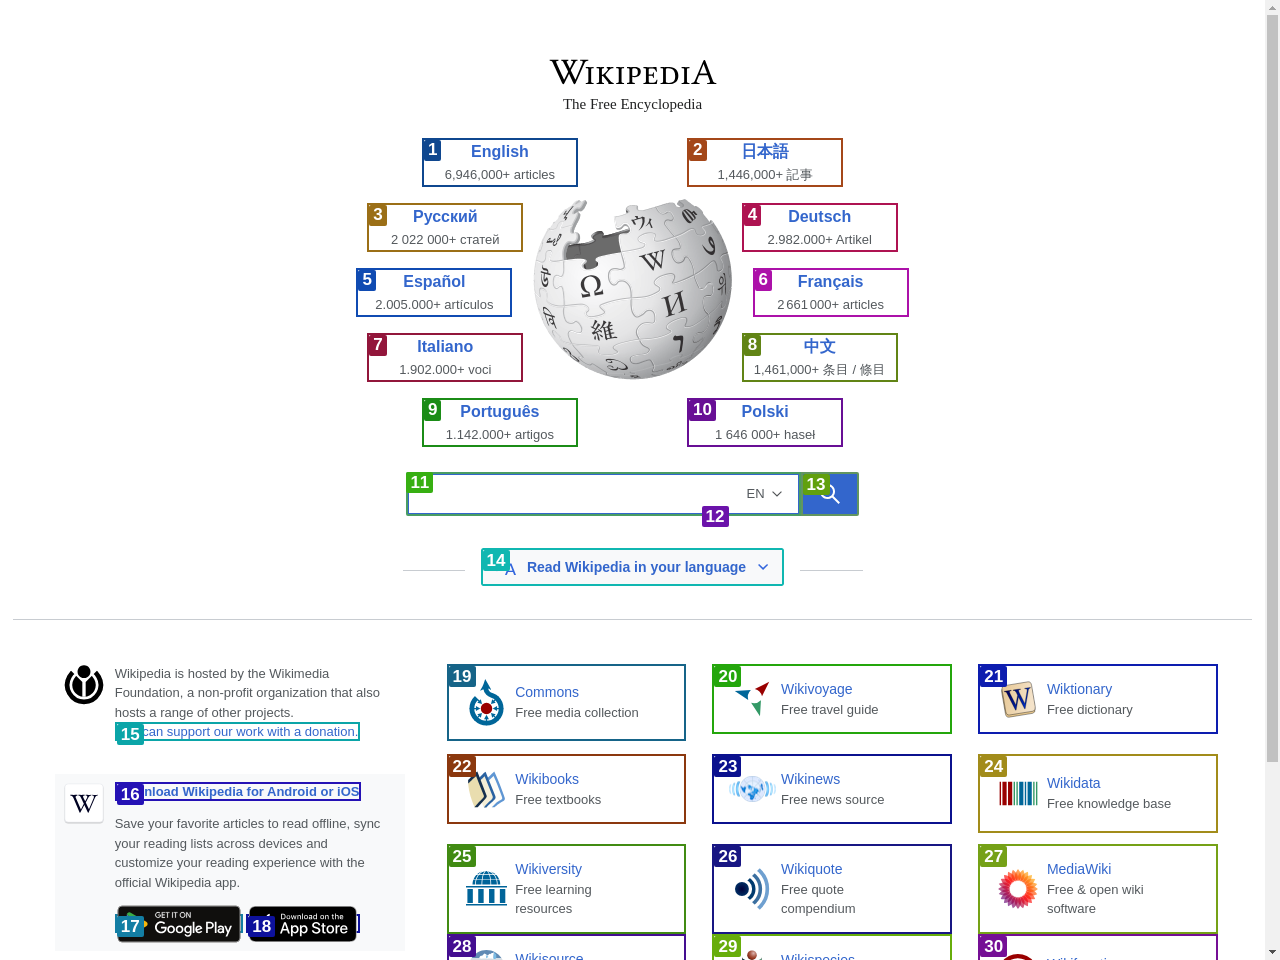 WIKIPEDIA
The Free Encyclopedia
1 English
6,946,000+ articles
2 日本語
1,446,000+ 記事
3 Русский
2 022 000+ статей
4 Deutsch
2.982.000+ Artikel
5 Español
2.005.000+ artículos
6 Français
2 661 000+ articles
7 Italiano
1.902.000+ voci
8 中文
1,461,000+ 条目 / 條目
9 Português
1.142.000+ artigos
10 Polski
1 646 000+ haseł
Ω W И 維 ウィ
11 EN 13
12
14 A Read Wikipedia in your language
Wikipedia is hosted by the Wikimedia
Foundation, a non-profit organization that also
hosts a range of other projects.
15 can support our work with a donation.
16 nload Wikipedia for Android or iOS
W
Save your favorite articles to read offline, sync
your reading lists across devices and
customize your reading experience with the
official Wikipedia app.
17 GET IT ON
Google Play
18 Download on the
App Store
19 Commons
Free media collection
20 Wikivoyage
Free travel guide
21 W Wiktionary
Free dictionary
22 Wikibooks
Free textbooks
23 Wikinews
Free news source
24 Wikidata
Free knowledge base
25 Wikiversity
Free learning
resources
26 Wikiquote
Free quote
compendium
27 MediaWiki
Free & open wiki
software
28 Wikisource
29 Wikispecies
30